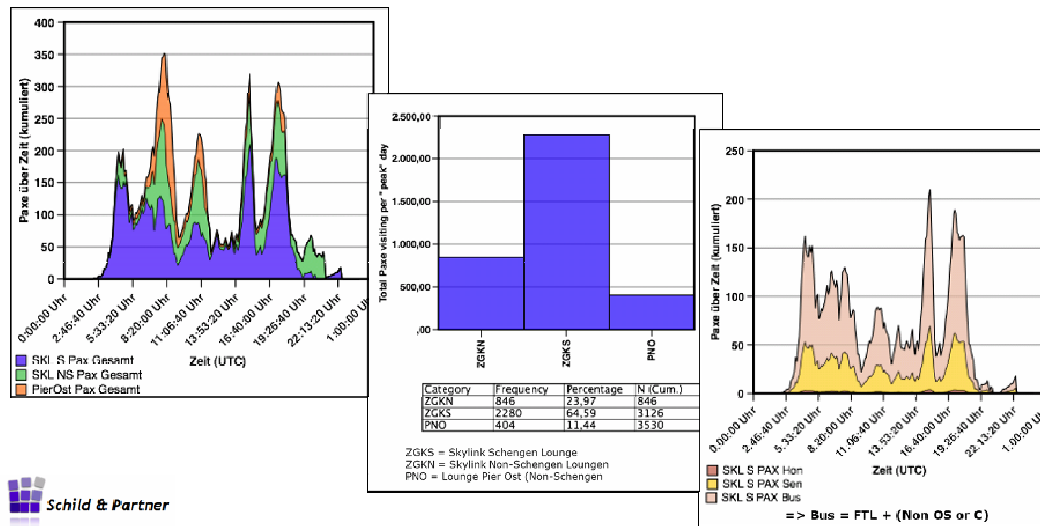 400
350
300
250
200
150
100
50
0
Paxe über Zeit (kumuliert)
0:00:00 Uhr
2:46:40 Uhr
5:33:20 Uhr
8:20:00 Uhr
11:06:40 Uhr
13:53:20 Uhr
16:40:00 Uhr
19:26:40 Uhr
22:13:20 Uhr
1:00:00 Uhr
Zeit (UTC)
SKL S Pax Gesamt
SKL NS Pax Gesamt
PierOst Pax Gesamt
2.500,00
2.000,00
1.500,00
1.000,00
500,00
,00
Total Paxe visiting per "peak" day
ZGKN
ZGKS
PNO
Category Frequency Percentage N (Cum.)
ZGKN 846 23,97 846
ZGKS 2280 64,59 3126
PNO 404 11,44 3530
ZGKS = Skylink Schengen Lounge
ZGKN = Skylink Non-Schengen Loungen
PNO = Lounge Pier Ost (Non-Schengen
250
200
150
100
50
0
Paxe über Zeit (kumuliert)
0:00:00 Uhr
2:46:40 Uhr
5:33:20 Uhr
8:20:00 Uhr
11:06:40 Uhr
13:53:20 Uhr
16:40:00 Uhr
19:26:40 Uhr
22:13:20 Uhr
1:00:00 Uhr
Zeit (UTC)
SKL S PAX Hon
SKL S PAX Sen
SKL S PAX Bus
=> Bus = FTL + (Non OS or C)
Schild & Partner